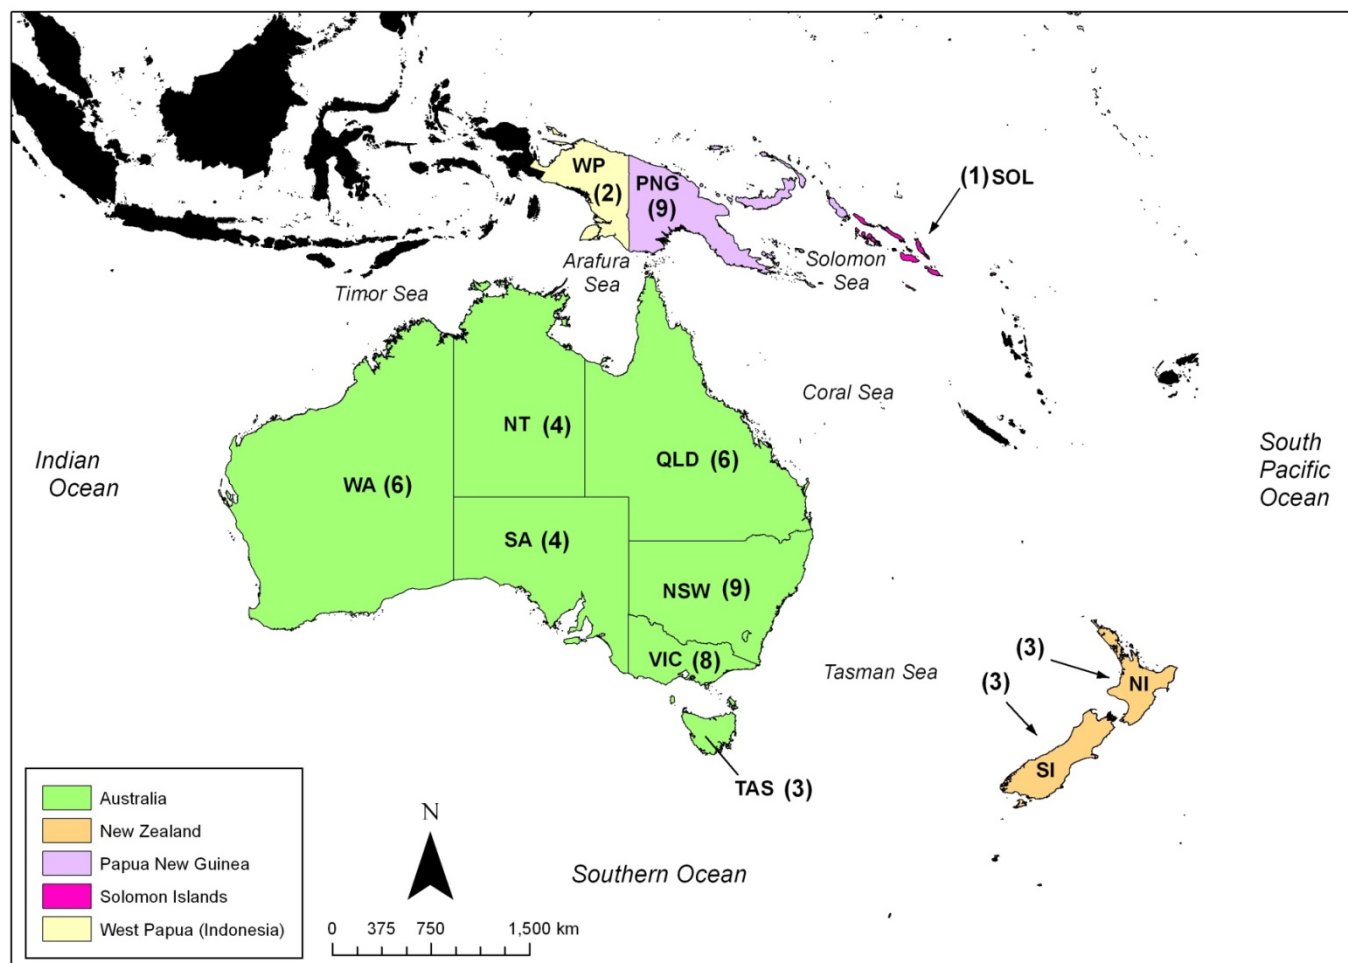 WP
(2)
PNG
(9)
(1) SOL
Arafura
Sea
Solomon
Sea
Timor Sea
Coral Sea
NT (4)
QLD (6)
WA (6)
Indian
Ocean
South
Pacific
Ocean
SA (4)
NSW (9)
VIC (8)
Tasman Sea
(3)
(3)
NI
SI
TAS (3)
Australia
New Zealand
Papua New Guinea
Solomon Islands
West Papua (Indonesia)
N
Southern Ocean
0 375 750 1,500 km